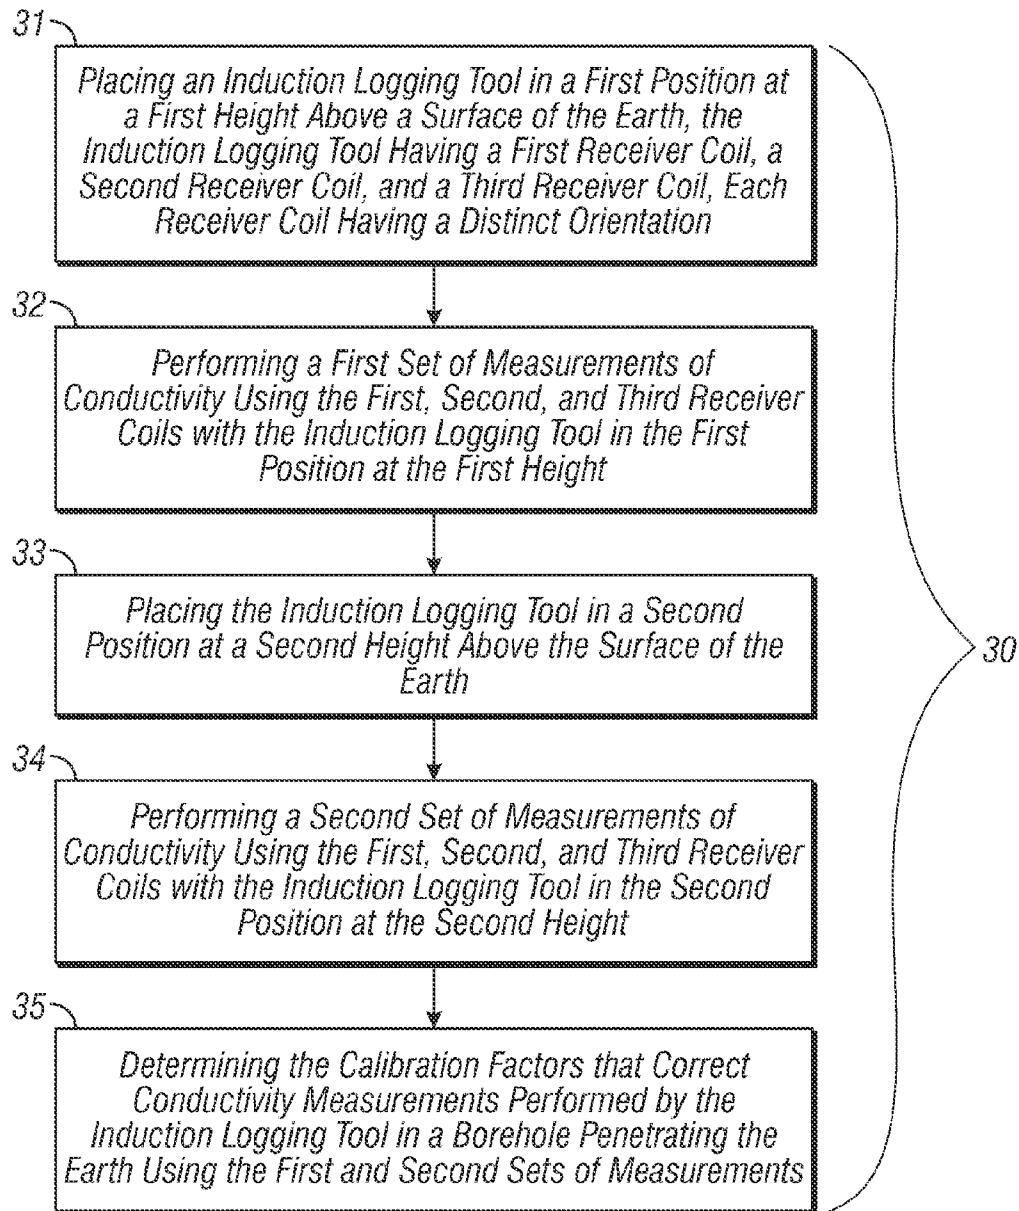 31
Placing an Induction Logging Tool in a First Position at
a First Height Above a Surface of the Earth, the
Induction Logging Tool Having a First Receiver Coil, a
Second Receiver Coil, and a Third Receiver Coil, Each
Receiver Coil Having a Distinct Orientation
32
Performing a First Set of Measurements of
Conductivity Using the First, Second, and Third Receiver
Coils with the Induction Logging Tool in the First
Position at the First Height
33
Placing the Induction Logging Tool in a Second
Position at a Second Height Above the Surface of the
Earth
30
34
Performing a Second Set of Measurements of
Conductivity Using the First, Second, and Third Receiver
Coils with the Induction Logging Tool in the Second
Position at the Second Height
35
Determining the Calibration Factors that Correct
Conductivity Measurements Performed by the
Induction Logging Tool in a Borehole Penetrating the
Earth Using the First and Second Sets of Measurements